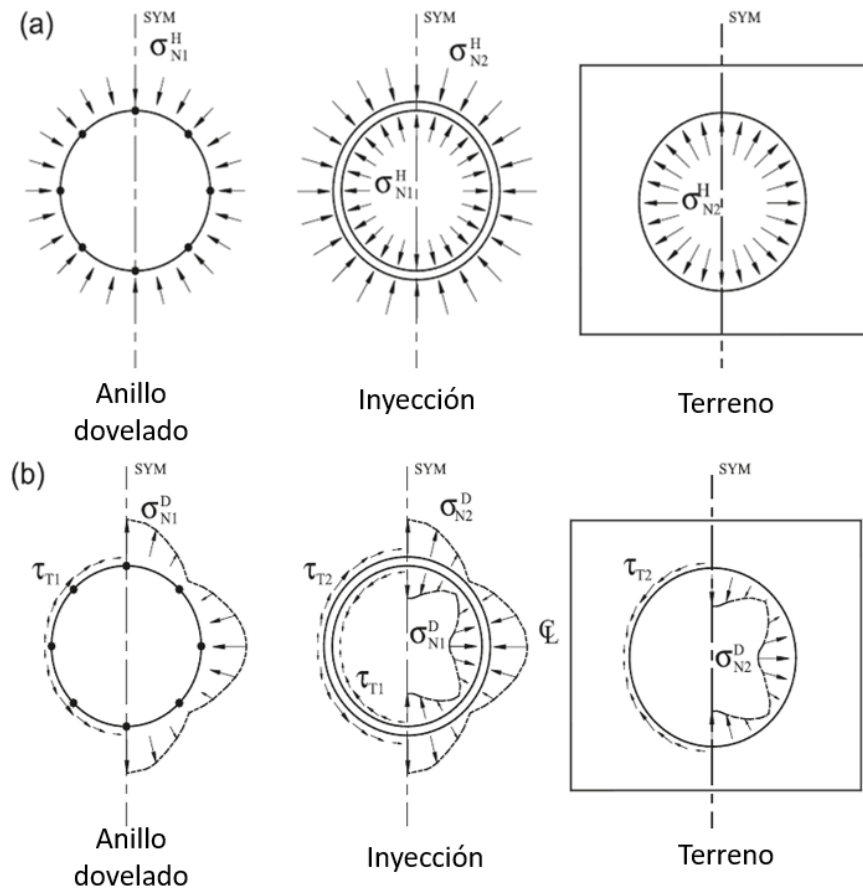 (a)
SYM
σ^H_N1
SYM
σ^H_N2
σ^H_N1
SYM
σ^H_N2
Anillo
dovelado
Inyección
Terreno
(b)
SYM
σ^D_N1
τ_T1
SYM
σ^D_N2
τ_T2
σ^D_N1
τ_T1
℄
SYM
τ_T2
σ^D_N2
Anillo
dovelado
Inyección
Terreno